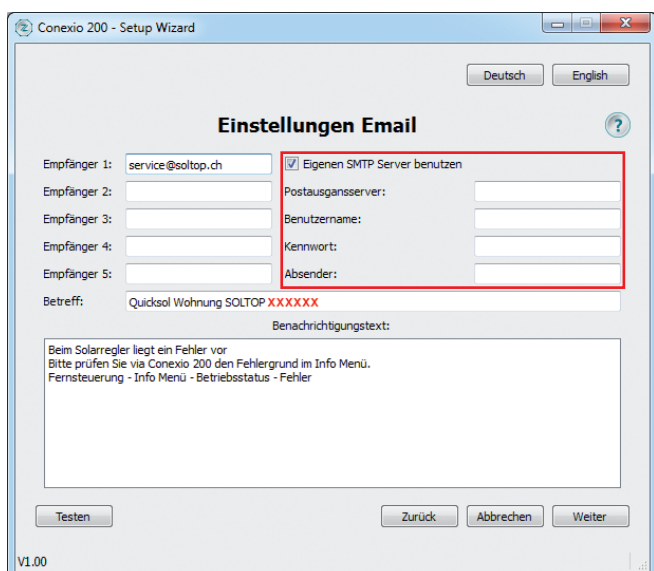 Conexio 200 - Setup Wizard
Deutsch English
Einstellungen Email
?
Empfänger 1: service@soltop.ch Eigenen SMTP Server benutzen
Empfänger 2: Postausgansserver:
Empfänger 3: Benutzername:
Empfänger 4: Kennwort:
Empfänger 5: Absender:
Betreff: Quicksol Wohnung SOLTOP XXXXXX
Benachrichtigungstext:
Beim Solarregler liegt ein Fehler vor
Bitte prüfen Sie via Conexio 200 den Fehlergrund im Info Menü.
Fernsteuerung - Info Menü - Betriebsstatus - Fehler
Testen Zurück Abbrechen Weiter
V1.00